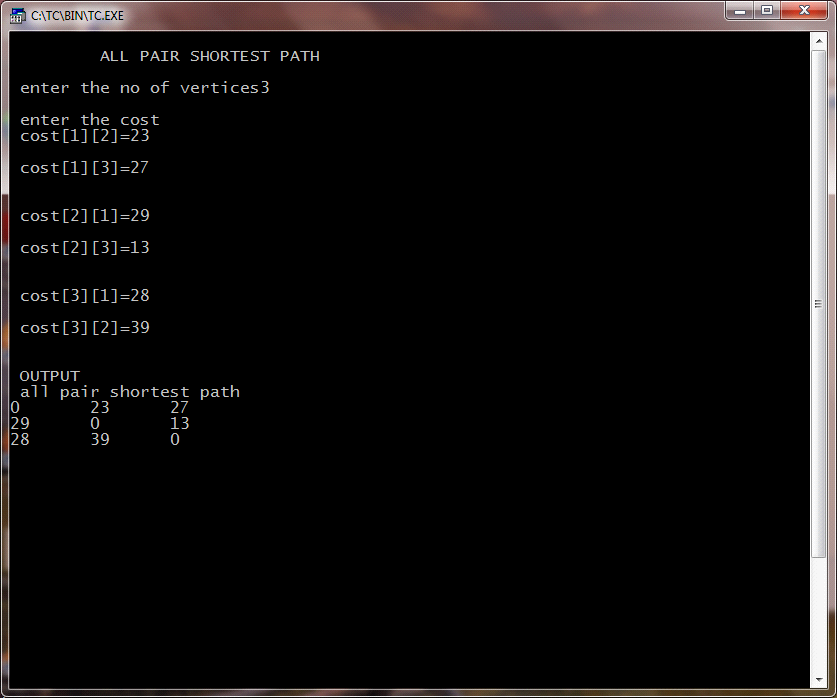 C:\TC\BIN\TC.EXE
ALL PAIR SHORTEST PATH
enter the no of vertices3
enter the cost
cost[1][2]=23
cost[1][3]=27
cost[2][1]=29
cost[2][3]=13
cost[3][1]=28
cost[3][2]=39
OUTPUT
all pair shortest path
0 23 27
29 0 13
28 39 0